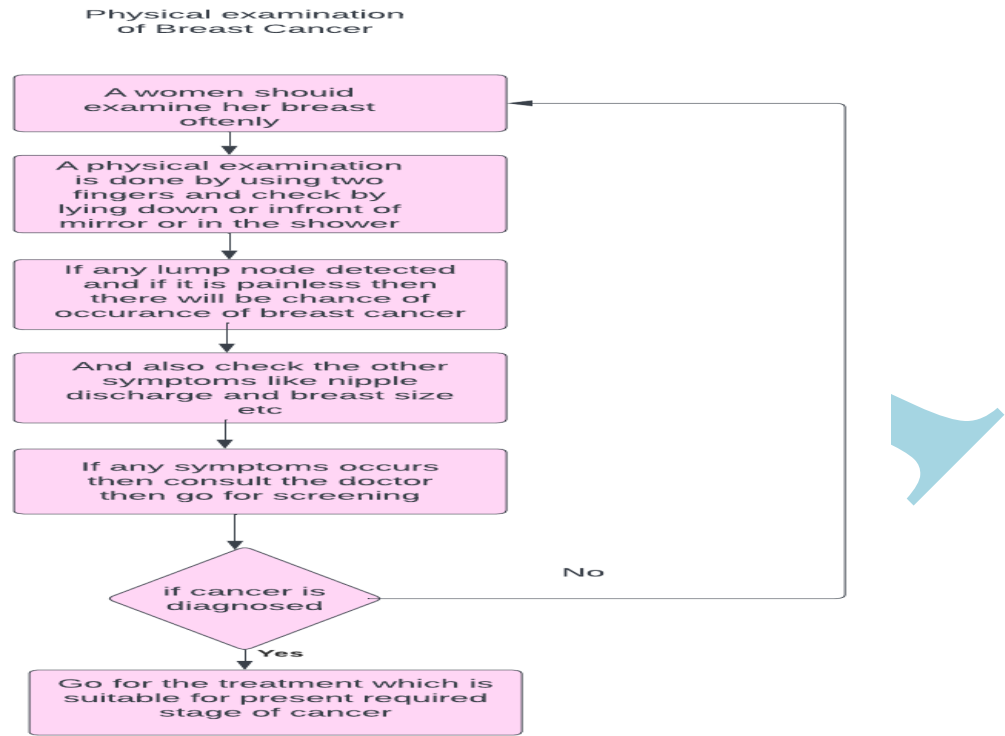 Physical examination
of Breast Cancer
A women should
examine her breast
oftenly
A physical examination
is done by using two
fingers and check by
lying down or infront of
mirror or in the shower
If any lump node detected
and if it is painless then
there will be chance of
occurance of breast cancer
And also check the other
symptoms like nipple
discharge and breast size
etc
If any symptoms occurs
then consult the doctor
then go for screening
if cancer is
diagnosed
No
Yes
Go for the treatment which is
suitable for present required
stage of cancer